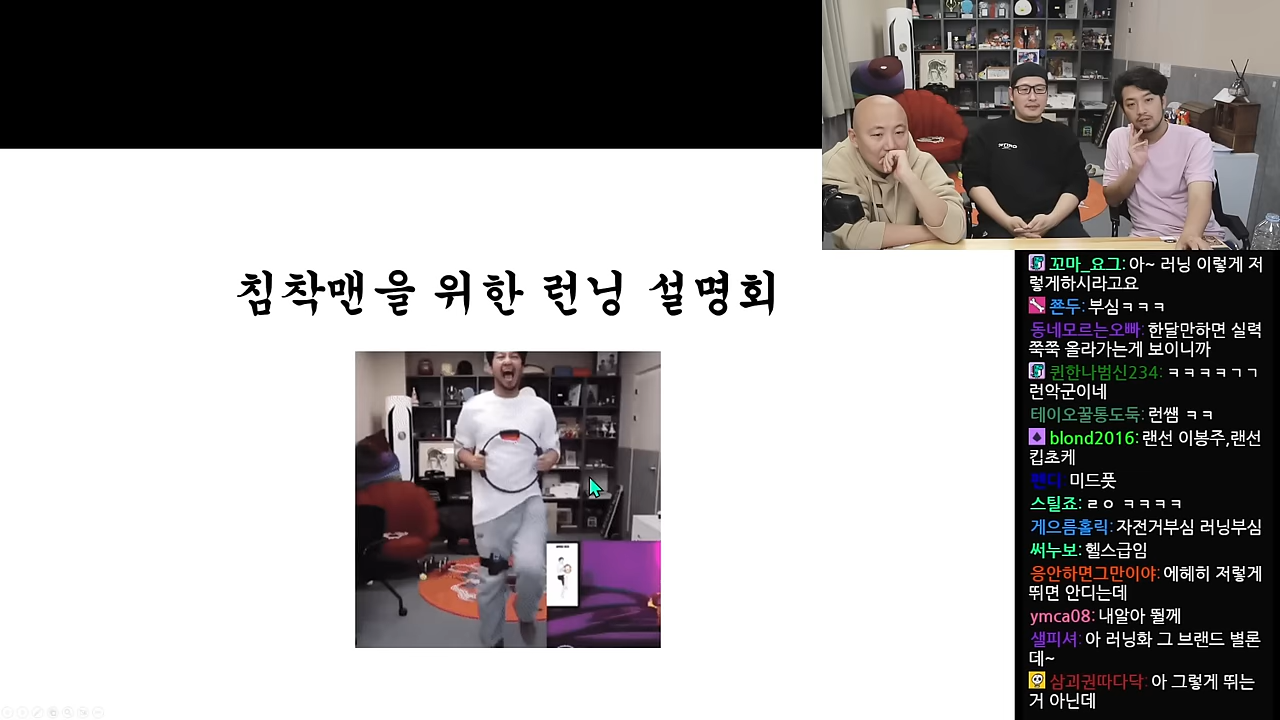 침착맨을 위한 런닝 설명회
꼬마_요그: 아~ 러닝 이렇게 저
렇게하시라고요
쫀두: 부심ㅋㅋㅋ
동네모르는오빠: 한달만하면 실력
쭉쭉 올라가는게 보이니까
퀸한나범신234: ㅋㅋㅋㅋㄱㄱ
런악군이네
테이오꿀통도둑: 런쌤 ㅋㅋ
blond2016: 랜선 이봉주,랜선
킵초케
미드풋
스틸죠: ㄹㅇ ㅋㅋㅋㅋ
게으름홀릭: 자전거부심 러닝부심
써누보: 헬스급임
응안하면그만이야: 에헤히 저렇게
뛰면 안디는데
ymca08: 내알아 뛸께
샐피셔: 아 러닝화 그 브랜드 별론
데~
삼괴권따다닥: 아 그렇게 뛰는
거 아닌데